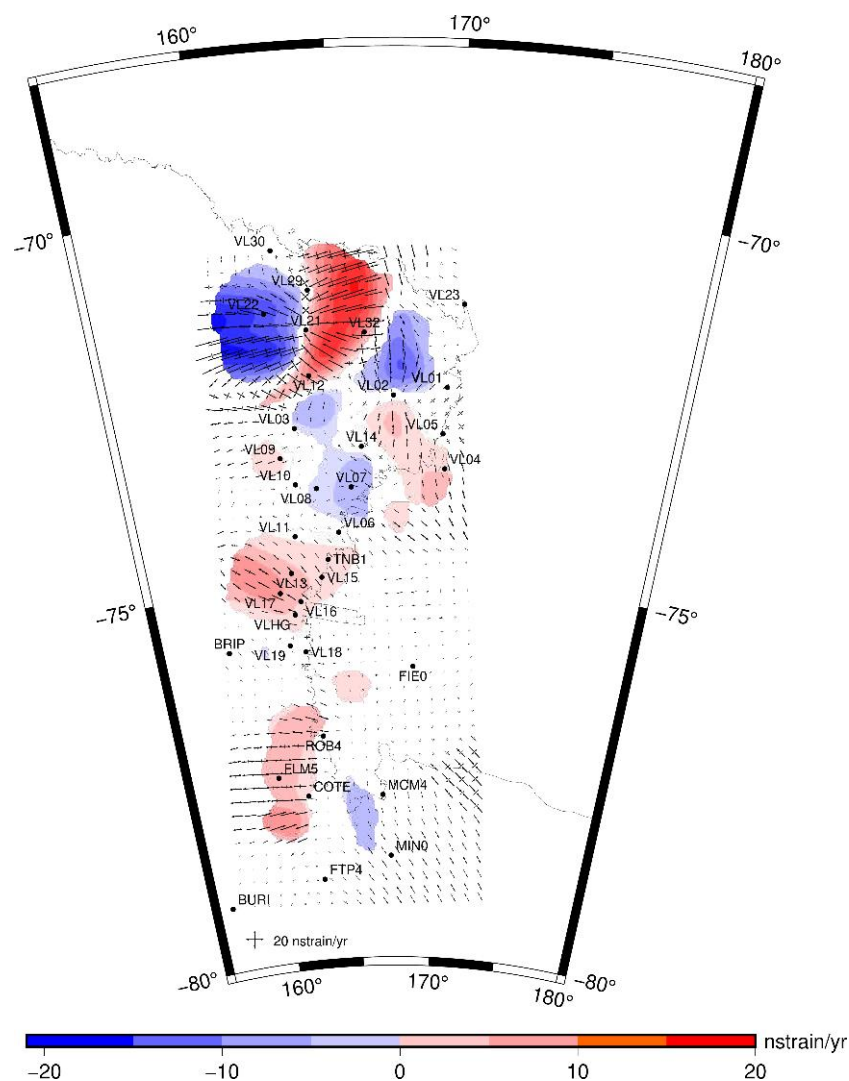 160°
170°
180°
−70°
−70°
VL30
VL29
VL23
VL22
VL21
VL32
VL12
VL02
VL01
VL03
VL05
VL14
VL09
VL04
VL10
VL07
VL08
VL06
VL11
TNB1
VL13
VL15
VL17
VL16
−75°
−75°
VLHG
BRIP
VL19
VL18
FIE0
ROB4
ELM5
COTE
MCM4
MIN0
FTP4
BURI
20 nstrain/yr
−80°
160°
170°
180°
−80°
nstrain/yr
−20
−10
0
10
20